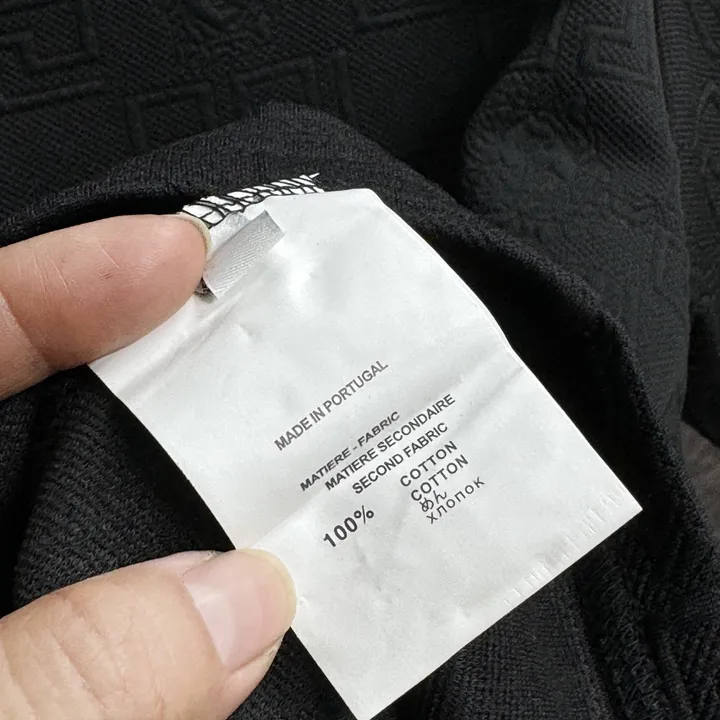 MADE IN PORTUGAL
MATIERE - FABRIC
MATIERE SECONDAIRE
SECOND FABRIC
100% COTTON
COTTON
めん
ХЛОПОК